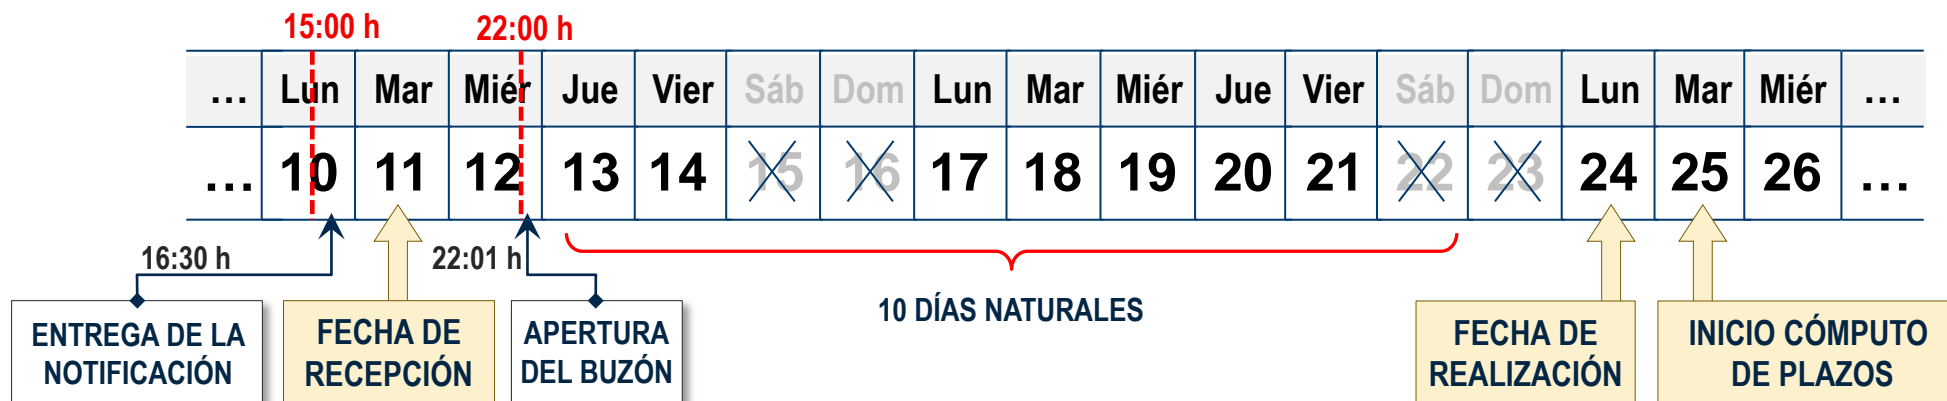 15:00 h 22:00 h
... Lun Mar Miér Jue Vier Sáb Dom Lun Mar Miér Jue Vier Sáb Dom Lun Mar Miér ...
... 10 11 12 13 14 15 16 17 18 19 20 21 22 23 24 25 26 ...
16:30 h 22:01 h
ENTREGA DE LA
NOTIFICACIÓN
FECHA DE
RECEPCIÓN
APERTURA
DEL BUZÓN
10 DÍAS NATURALES
FECHA DE
REALIZACIÓN
INICIO CÓMPUTO
DE PLAZOS